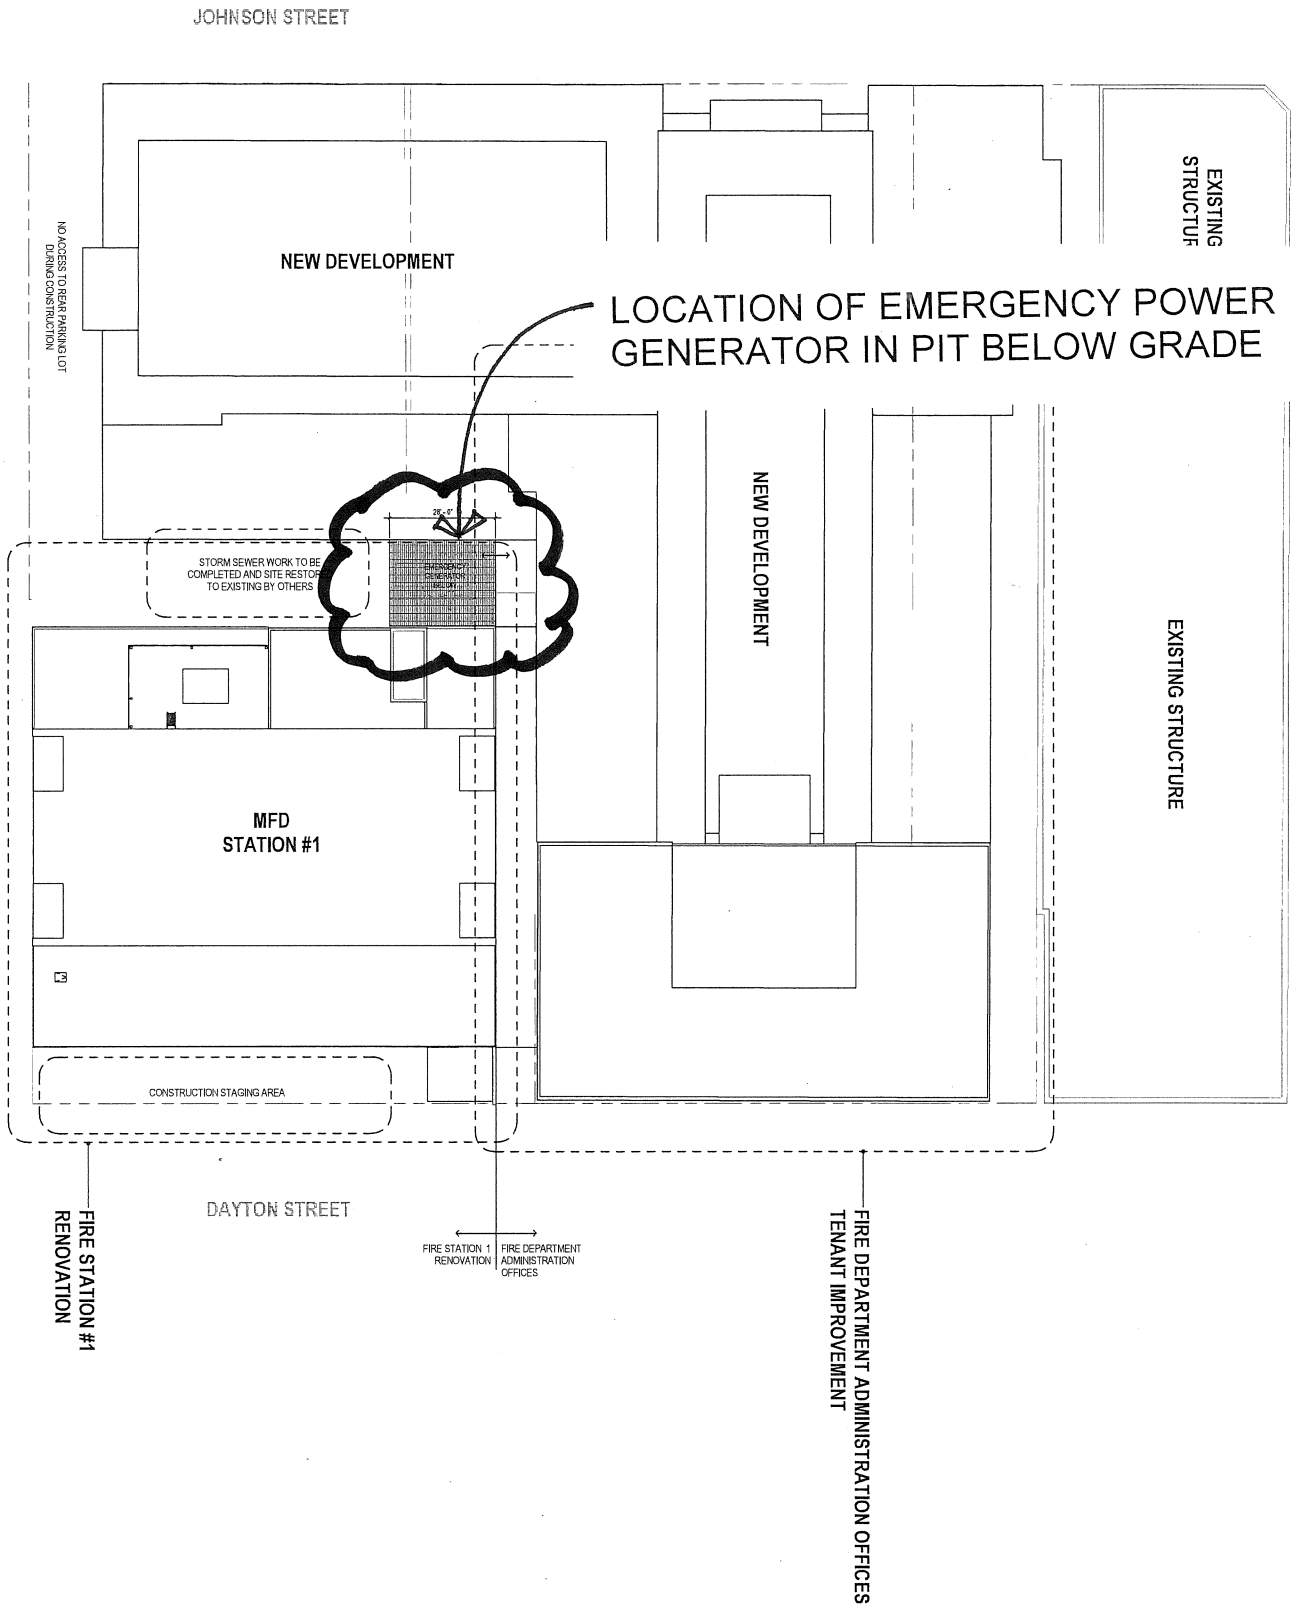 JOHNSON STREET
EXISTING
NO ACCESS TO REAR PARKING LOT
DURING CONSTRUCTION
NEW DEVELOPMENT
LOCATION OF EMERGENCY POWER
GENERATOR IN PIT BELOW GRADE
28'- 0"
STORM SEWER WORK TO BE
COMPLETED AND SITE
TO EXISTING BY OTHERS
EMERGENCY
GENERATOR
NEW DEVELOPMENT
EXISTING STRUCTURE
MFD
STATION #1
CONSTRUCTION STAGING AREA
DAYTON STREET
FIRE STATION 1
RENOVATION
FIRE DEPARTMENT
ADMINISTRATION
OFFICES
FIRE STATION #1
RENOVATION
FIRE DEPARTMENT ADMINISTRATION OFFICES
TENANT IMPROVEMENT